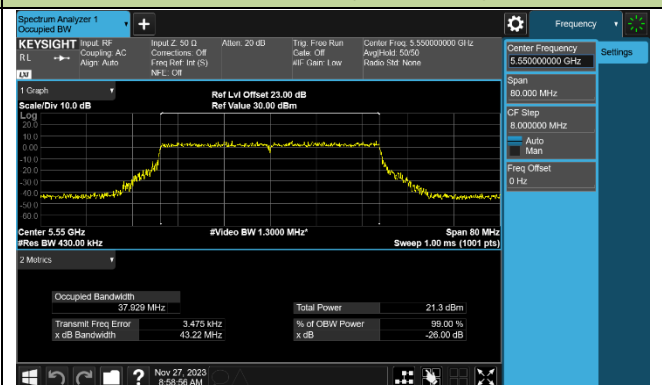 Spectrum Analyzer 1
Occupied BW
Frequency
KEYSIGHT
RL
Input: RF
Coupling: AC
Align: Auto
Input Z: 50 Ω
Corrections: Off
Freq Ref: Int (S)
NFE: Off
Atten: 20 dB
Trig: Free Run
Gate: Off
#IF Gain: Low
Center Freq: 5.550000000 GHz
Avg|Hold: 50/50
Radio Std: None
LXI
Center Frequency
5.550000000 GHz
Settings
Span
80.000 MHz
CF Step
8.000000 MHz
Auto
Man
Freq Offset
0 Hz
1 Graph
Scale/Div 10.0 dB
Ref Lvl Offset 23.00 dB
Ref Value 30.00 dBm
Log
20.0
10.0
0.00
-10.0
-20.0
-30.0
-40.0
-50.0
-60.0
Center 5.55 GHz
#Res BW 430.00 kHz
#Video BW 1.3000 MHz*
Span 80 MHz
Sweep 1.00 ms (1001 pts)
2 Metrics
Occupied Bandwidth
37.929 MHz
Total Power 21.3 dBm
Transmit Freq Error 3.475 kHz
% of OBW Power 99.00 %
x dB Bandwidth 43.22 MHz
x dB -26.00 dB
?
Nov 27, 2023
8:58:56 AM